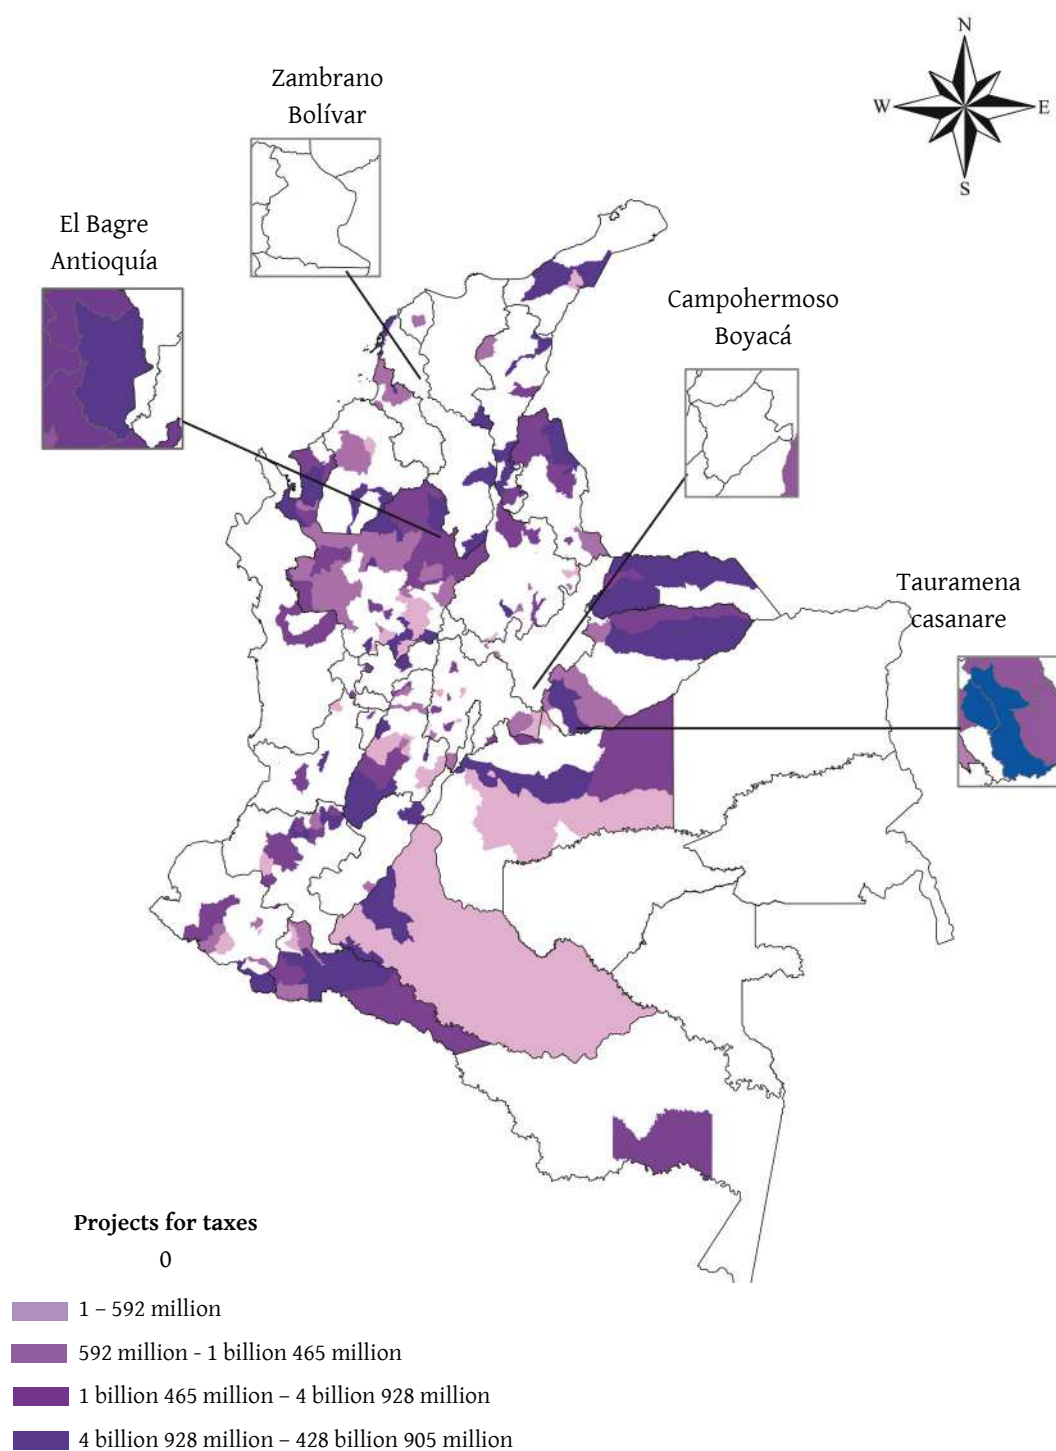 N
W
E
S
Zambrano
Bolívar
El Bagre
Antioquía
Campohermoso
Boyacá
Tauramena
casanare
Projects for taxes
0
1 – 592 million
592 million - 1 billion 465 million
1 billion 465 million – 4 billion 928 million
4 billion 928 million – 428 billion 905 million